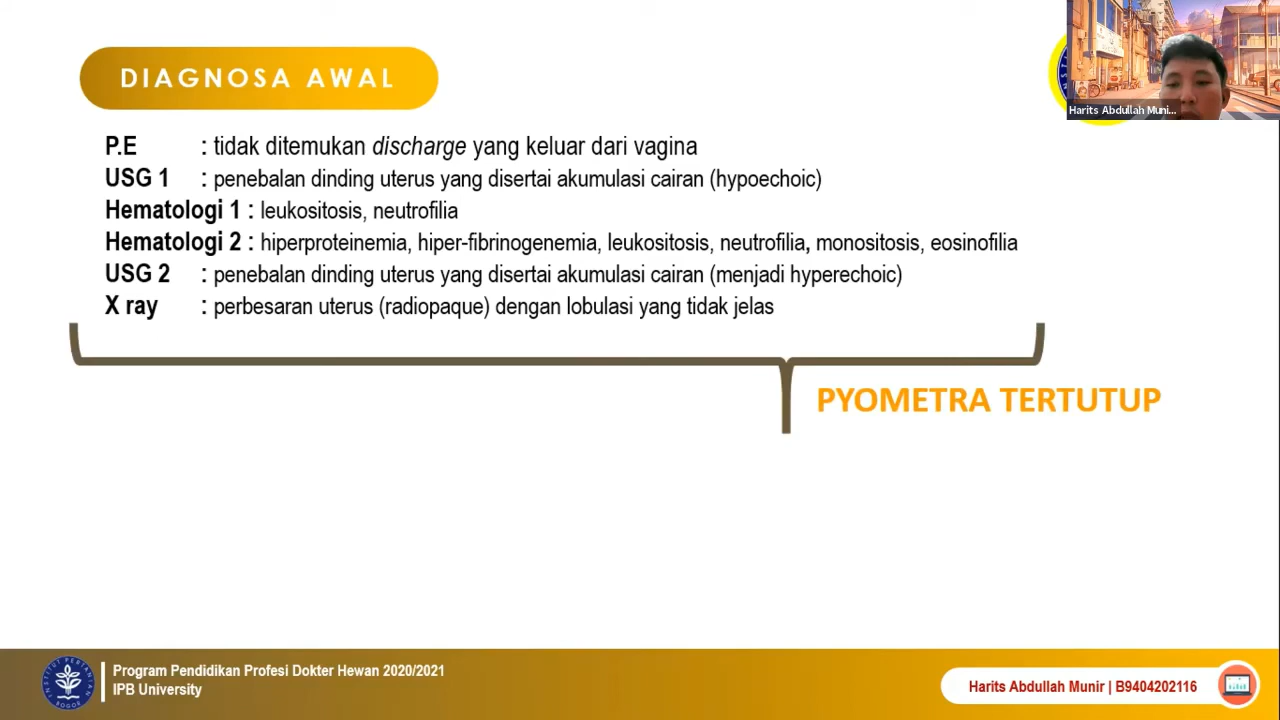 DIAGNOSA AWAL
Harits Abdullah Muni...
P.E : tidak ditemukan discharge yang keluar dari vagina
USG 1 : penebalan dinding uterus yang disertai akumulasi cairan (hypoechoic)
Hematologi 1 : leukositosis, neutrofilia
Hematologi 2 : hiperproteinemia, hiper-fibrinogenemia, leukositosis, neutrofilia, monositosis, eosinofilia
USG 2 : penebalan dinding uterus yang disertai akumulasi cairan (menjadi hyperechoic)
X ray : perbesaran uterus (radiopaque) dengan lobulasi yang tidak jelas
PYOMETRA TERTUTUP
INSTITUT PERTANIAN
BOGOR
Program Pendidikan Profesi Dokter Hewan 2020/2021
IPB University
Harits Abdullah Munir | B9404202116